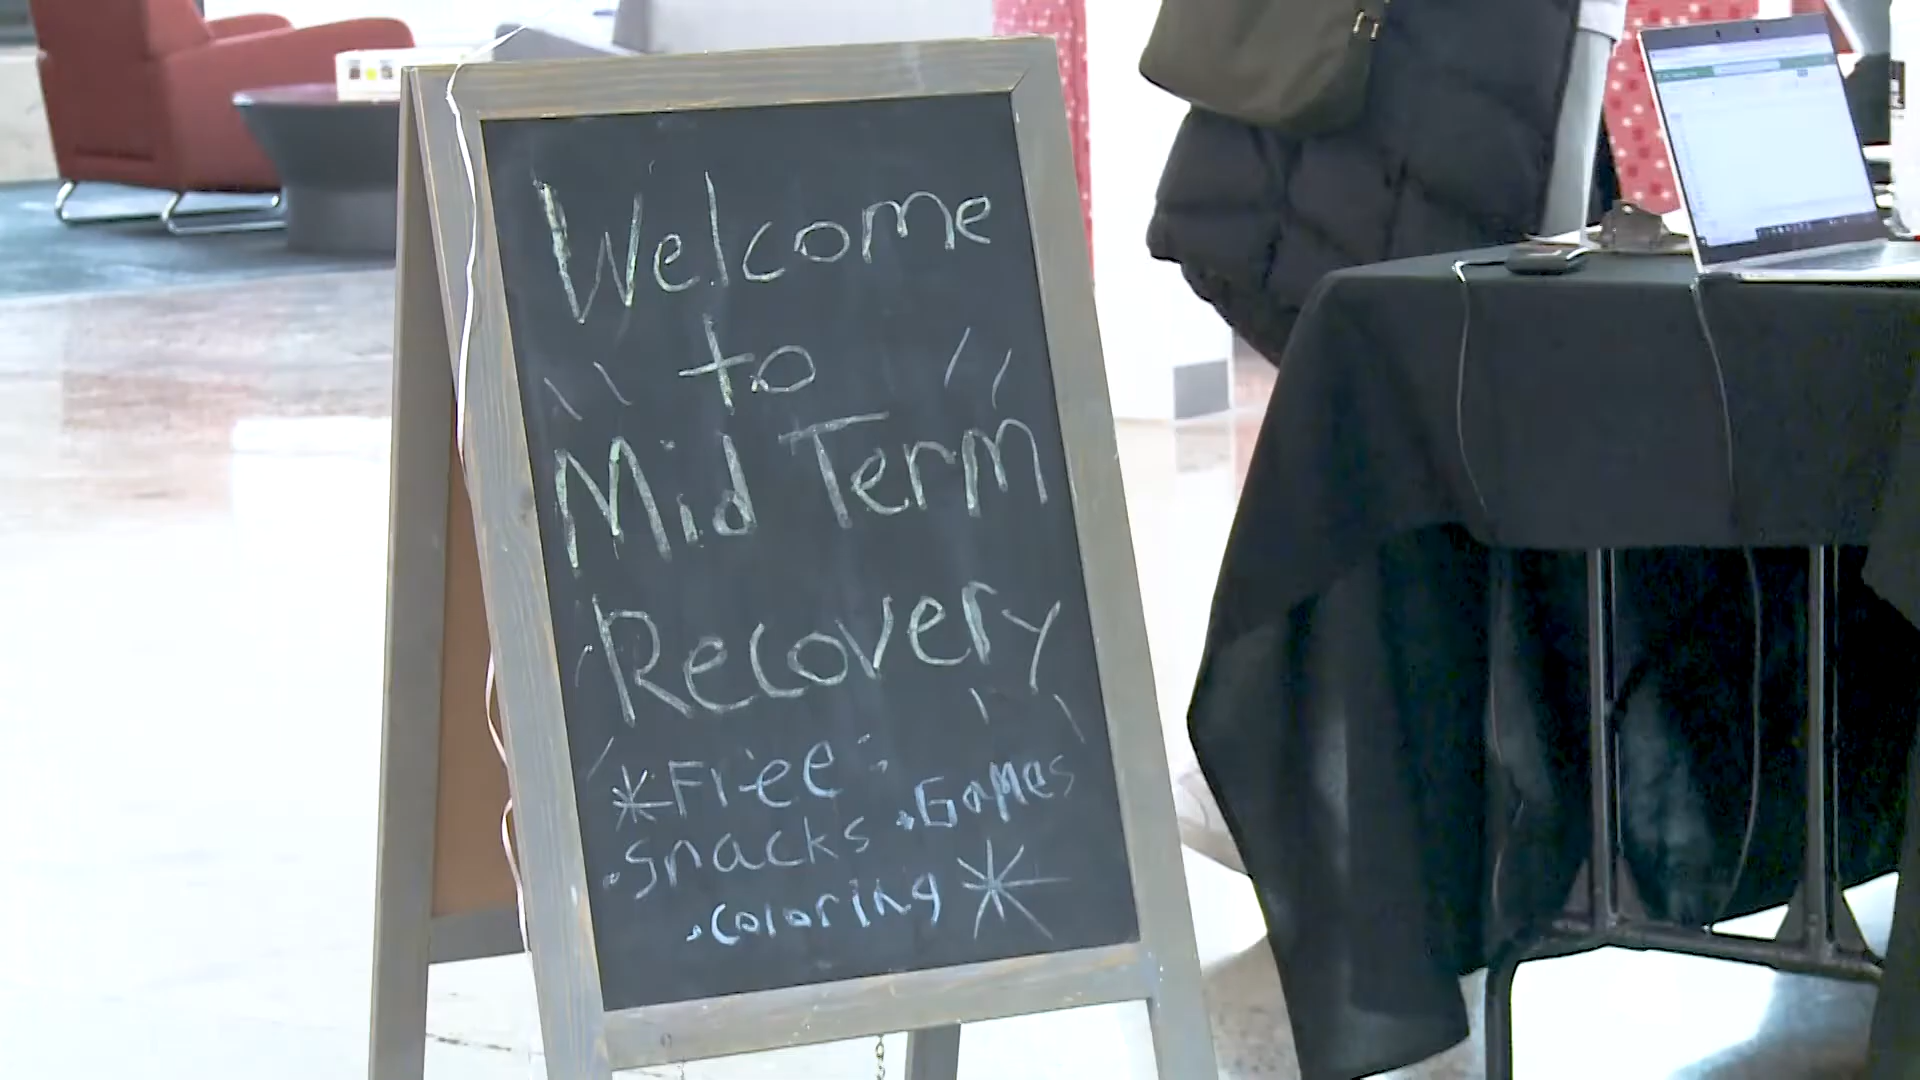 Welcome
to
Mid Term
Recovery
*Free:
•Snacks •Games
•coloring *